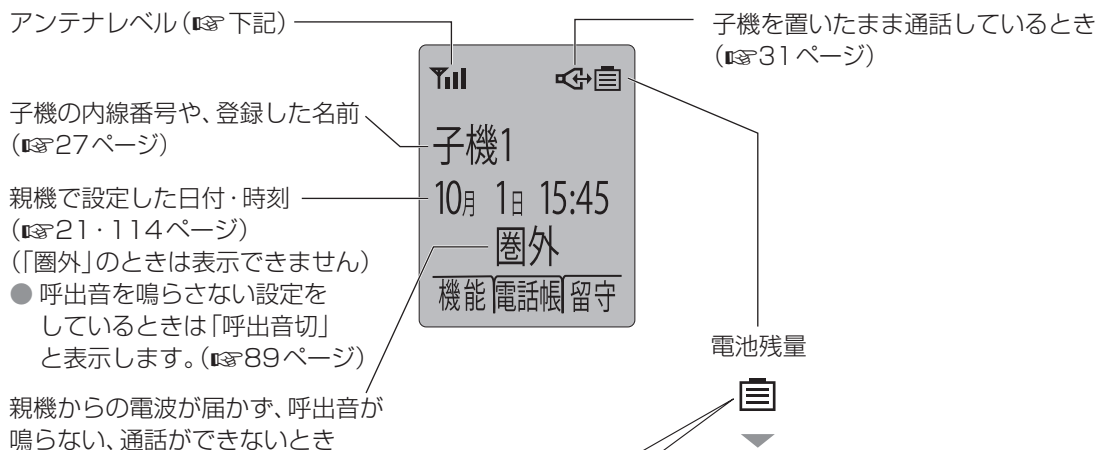 アンテナレベル（☞下記）
子機の内線番号や、登録した名前
（☞27ページ）
親機で設定した日付・時刻
（☞21・114ページ）
（「圏外」のときは表示できません）
● 呼出音を鳴らさない設定を
しているときは「呼出音切」
と表示します。（☞89ページ）
親機からの電波が届かず、呼出音が
鳴らない、通話ができないとき
子機1
10月 1日 15:45
圏外
機能 電話帳 留守
子機を置いたまま通話しているとき
（☞31ページ）
電池残量